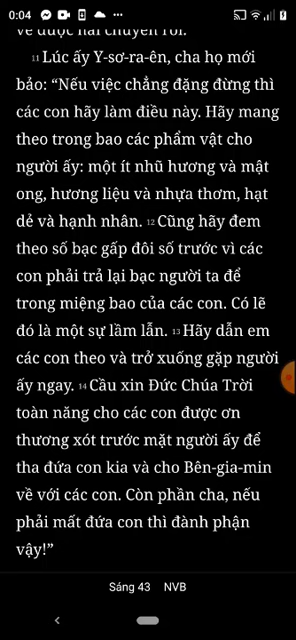 0:04
về được hai chuyến rồi.
11 Lúc ấy Y-sơ-ra-ên, cha họ mới
bảo: “Nếu việc chẳng đặng đừng thì
các con hãy làm điều này. Hãy mang
theo trong bao các phẩm vật cho
người ấy: một ít nhũ hương và mật
ong, hương liệu và nhựa thơm, hạt
dẻ và hạnh nhân. 12 Cũng hãy đem
theo số bạc gấp đôi số trước vì các
con phải trả lại bạc người ta để
trong miệng bao của các con. Có lẽ
đó là một sự lầm lẫn. 13 Hãy dẫn em
các con theo và trở xuống gặp người
ấy ngay. 14 Cầu xin Đức Chúa Trời
toàn năng cho các con được ơn
thương xót trước mặt người ấy để
tha đứa con kia và cho Bên-gia-min
về với các con. Còn phần cha, nếu
phải mất đứa con thì đành phận
vậy!”
Sáng 43 NVB